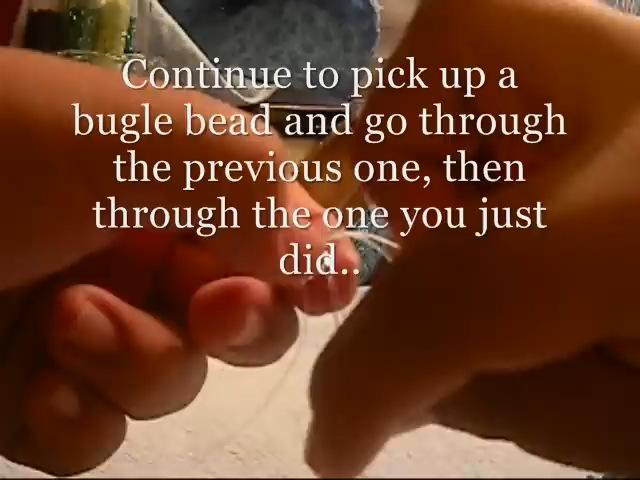 Continue to pick up a
bugle bead and go through
the previous one, then
through the one you just
did..